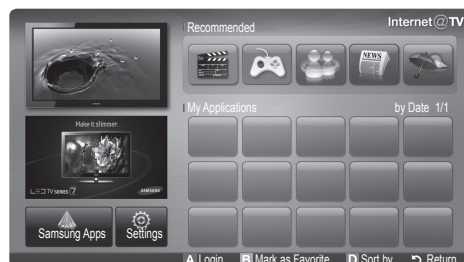 Internet@TV
Recommended
NEWS
My Applications by Date 1/1
Make it slimmer.
LED TV SERIES 7 SAMSUNG
Samsung Apps Settings
A Login B Mark as Favorite D Sort by Return